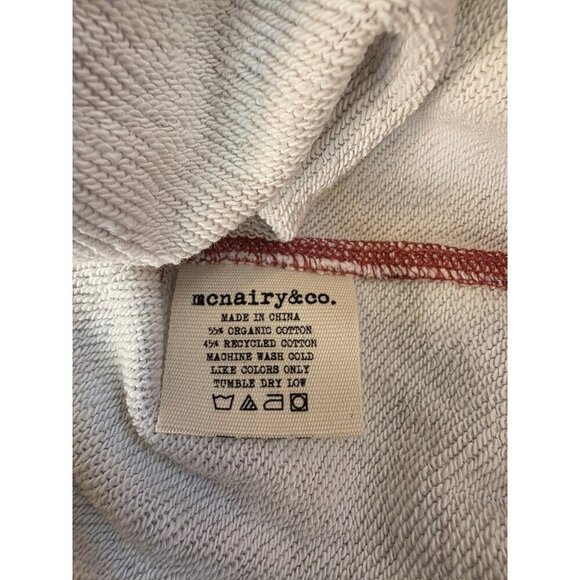 mcnairy&co.
MADE IN CHINA
55% ORGANIC COTTON
45% RECYCLED COTTON
MACHINE WASH COLD
LIKE COLORS ONLY
TUMBLE DRY LOW